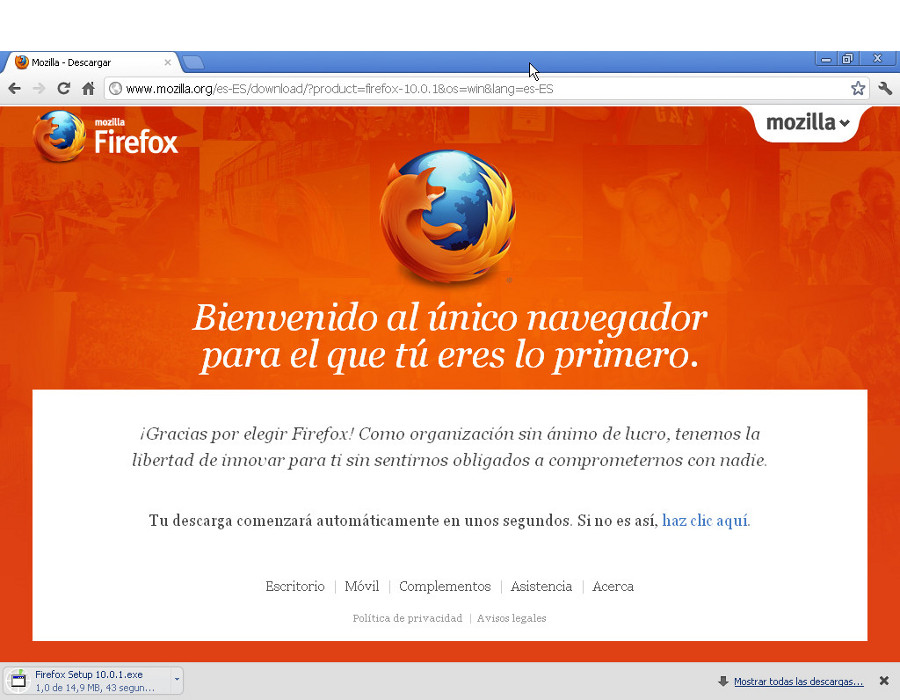 Mozilla - Descargar
www.mozilla.org/es-ES/download/?product=firefox-10.0.1&os=win&lang=es-ES
mozilla
Firefox
mozilla
Bienvenido al único navegador
para el que tú eres lo primero.
¡Gracias por elegir Firefox! Como organización sin ánimo de lucro, tenemos la
libertad de innovar para ti sin sentirnos obligados a comprometernos con nadie.
Tu descarga comenzará automáticamente en unos segundos. Si no es así, haz clic aquí.
Escritorio | Móvil | Complementos | Asistencia | Acerca
Política de privacidad | Avisos legales
Firefox Setup 10.0.1.exe
1,0 de 14,9 MB, 43 segun...
Mostrar todas las descargas...